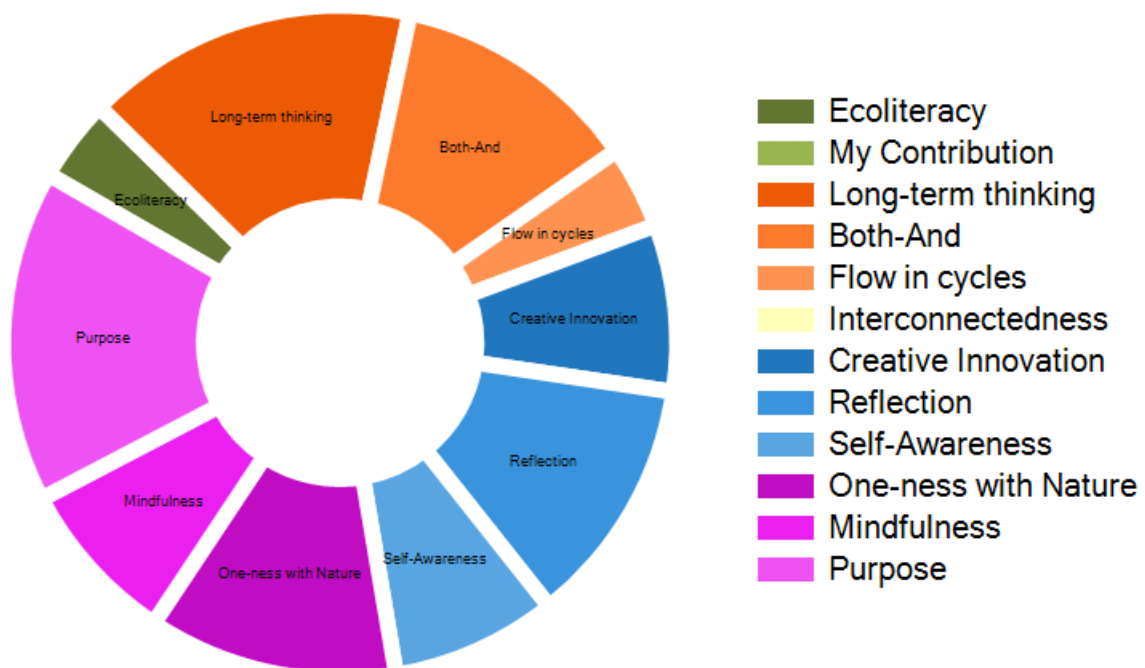 Long-term thinking
Both-And
Ecoliteracy
Flow in cycles
Creative Innovation
Purpose
Reflection
Mindfulness
Self-Awareness
One-ness with Nature
Ecoliteracy
My Contribution
Long-term thinking
Both-And
Flow in cycles
Interconnectedness
Creative Innovation
Reflection
Self-Awareness
One-ness with Nature
Mindfulness
Purpose